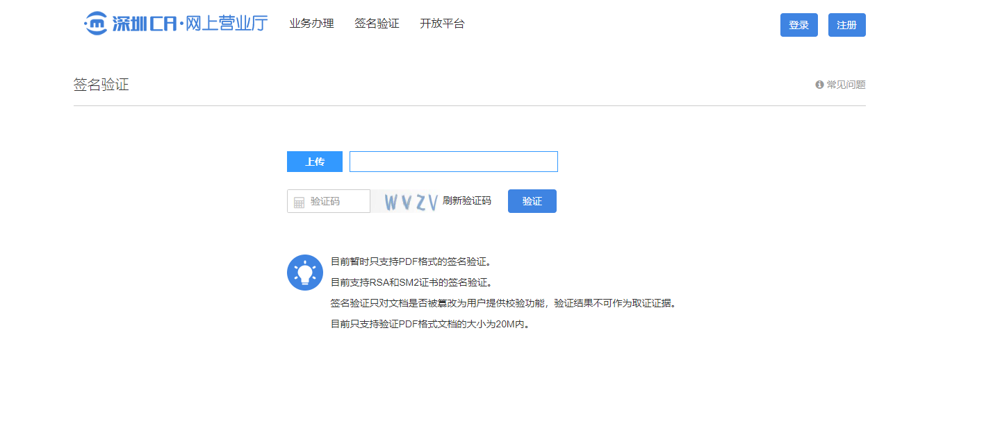 深圳CA·网上营业厅 业务办理 签名验证 开放平台 登录 注册
签名验证 常见问题
上传
验证码 WVZV 刷新验证码 验证
目前暂时只支持PDF格式的签名验证。
目前支持RSA和SM2证书的签名验证。
签名验证只对文档是否被篡改为用户提供校验功能，验证结果不可作为取证证据。
目前只支持验证PDF格式文档的大小为20M内。